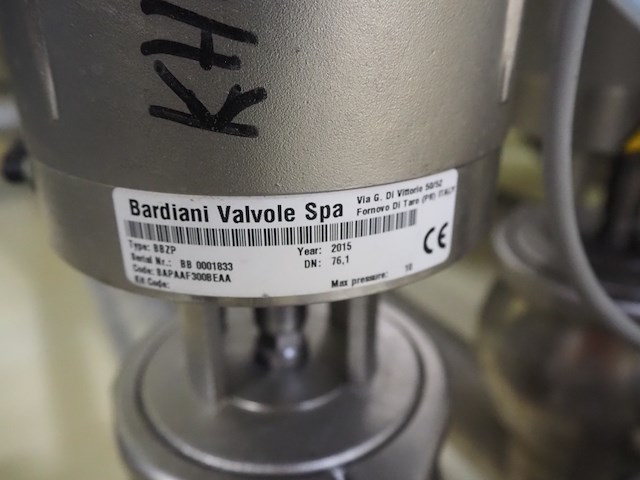 KH
Bardiani Valvole Spa
Via G. Di Vittorio 50/52
Fornovo Di Taro (PR) ITALY
Type: BBZP
Year: 2015
Serial Nr.: BB 0001833
DN: 76,1
Code: BAPAAF300BEAA
Kit Code:
Max pressure: 10
CE